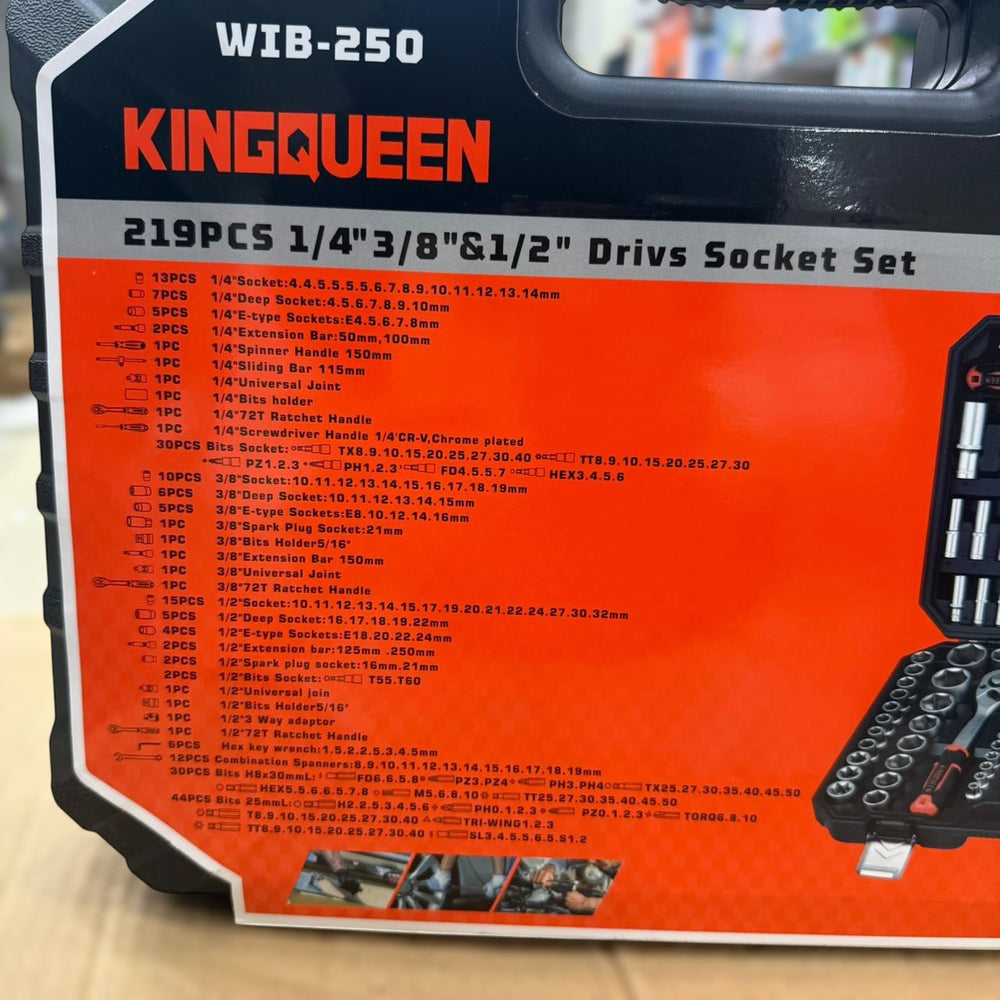 WIB-250
KINGQUEEN
219PCS 1/4"3/8"&1/2" Drivs Socket Set
13PCS 1/4"Socket:4.4.5.5.5.5.6.7.8.9.10.11.12.13.14mm
7PCS 1/4"Deep Socket:4.5.6.7.8.9.10mm
5PCS 1/4"E-type Sockets:E4.5.6.7.8mm
2PCS 1/4"Extension Bar:50mm,100mm
1PC 1/4"Spinner Handle 150mm
1PC 1/4"Sliding Bar 115mm
1PC 1/4"Universal Joint
1PC 1/4"Bits holder
1PC 1/4"72T Ratchet Handle
1PC 1/4"Screwdriver Handle 1/4'CR-V,Chrome plated
30PCS Bits Socket: TX8.9.10.15.20.25.27.30.40 TT8.9.10.15.20.25.27.30
PZ1.2.3 PH1.2.3 FD4.5.5.7 HEX3.4.5.6
10PCS 3/8"Socket:10.11.12.13.14.15.16.17.18.19mm
6PCS 3/8"Deep Socket:10.11.12.13.14.15mm
5PCS 3/8"E-type Sockets:E8.10.12.14.16mm
1PC 3/8"Spark Plug Socket:21mm
1PC 3/8"Bits Holder5/16"
1PC 3/8"Extension Bar 150mm
1PC 3/8"Universal Joint
1PC 3/8"72T Ratchet Handle
15PCS 1/2"Socket:10.11.12.13.14.15.17.19.20.21.22.24.27.30.32mm
5PCS 1/2"Deep Socket:16.17.18.19.22mm
4PCS 1/2"E-type Sockets:E18.20.22.24mm
2PCS 1/2"Extension bar:125mm .250mm
2PCS 1/2"Spark plug socket:16mm.21mm
2PCS 1/2"Bits Socket: T55.T60
1PC 1/2"Universal join
1PC 1/2"Bits Holder5/16"
1PC 1/2"3 Way adaptor
1PC 1/2"72T Ratchet Handle
6PCS Hex key wrench:1.5.2.2.5.3.4.5mm
12PCS Combination Spanners:8.9.10.11.12.13.14.15.16.17.18.19mm
30PCS Bits H8x30mmL: FD6.6.5.8 PZ3.PZ4 PH3.PH4 TX25.27.30.35.40.45.50
HEX5.5.6.6.5.7.8 M5.6.8.10 TT25.27.30.35.40.45.50
44PCS Bits 25mmL: H2.2.5.3.4.5.6 PH0.1.2.3 PZ0.1.2.3 TORQ6.8.10
T8.9.10.15.20.25.27.30.40 TRI-WING1.2.3
TT8.9.10.15.20.25.27.30.40 SL3.4.5.5.6.5.S1.2